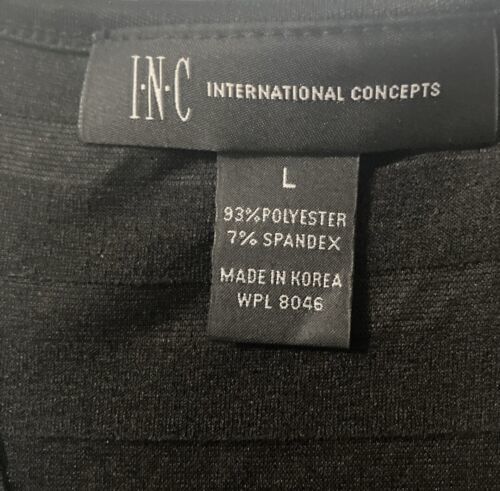 I·N·C INTERNATIONAL CONCEPTS
L
93% POLYESTER
7% SPANDEX
MADE IN KOREA
WPL 8046